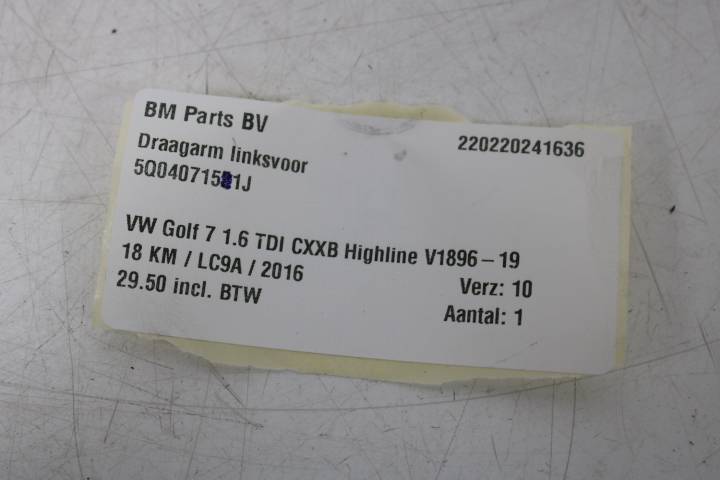 BM Parts BV
220220241636
Draagarm linksvoor
VW Golf 7 1.6 TDI CXXB Highline V1896-19
18 KM / LC9A / 2016
Verz: 10
29.50 incl. BTW
Aantal: 1